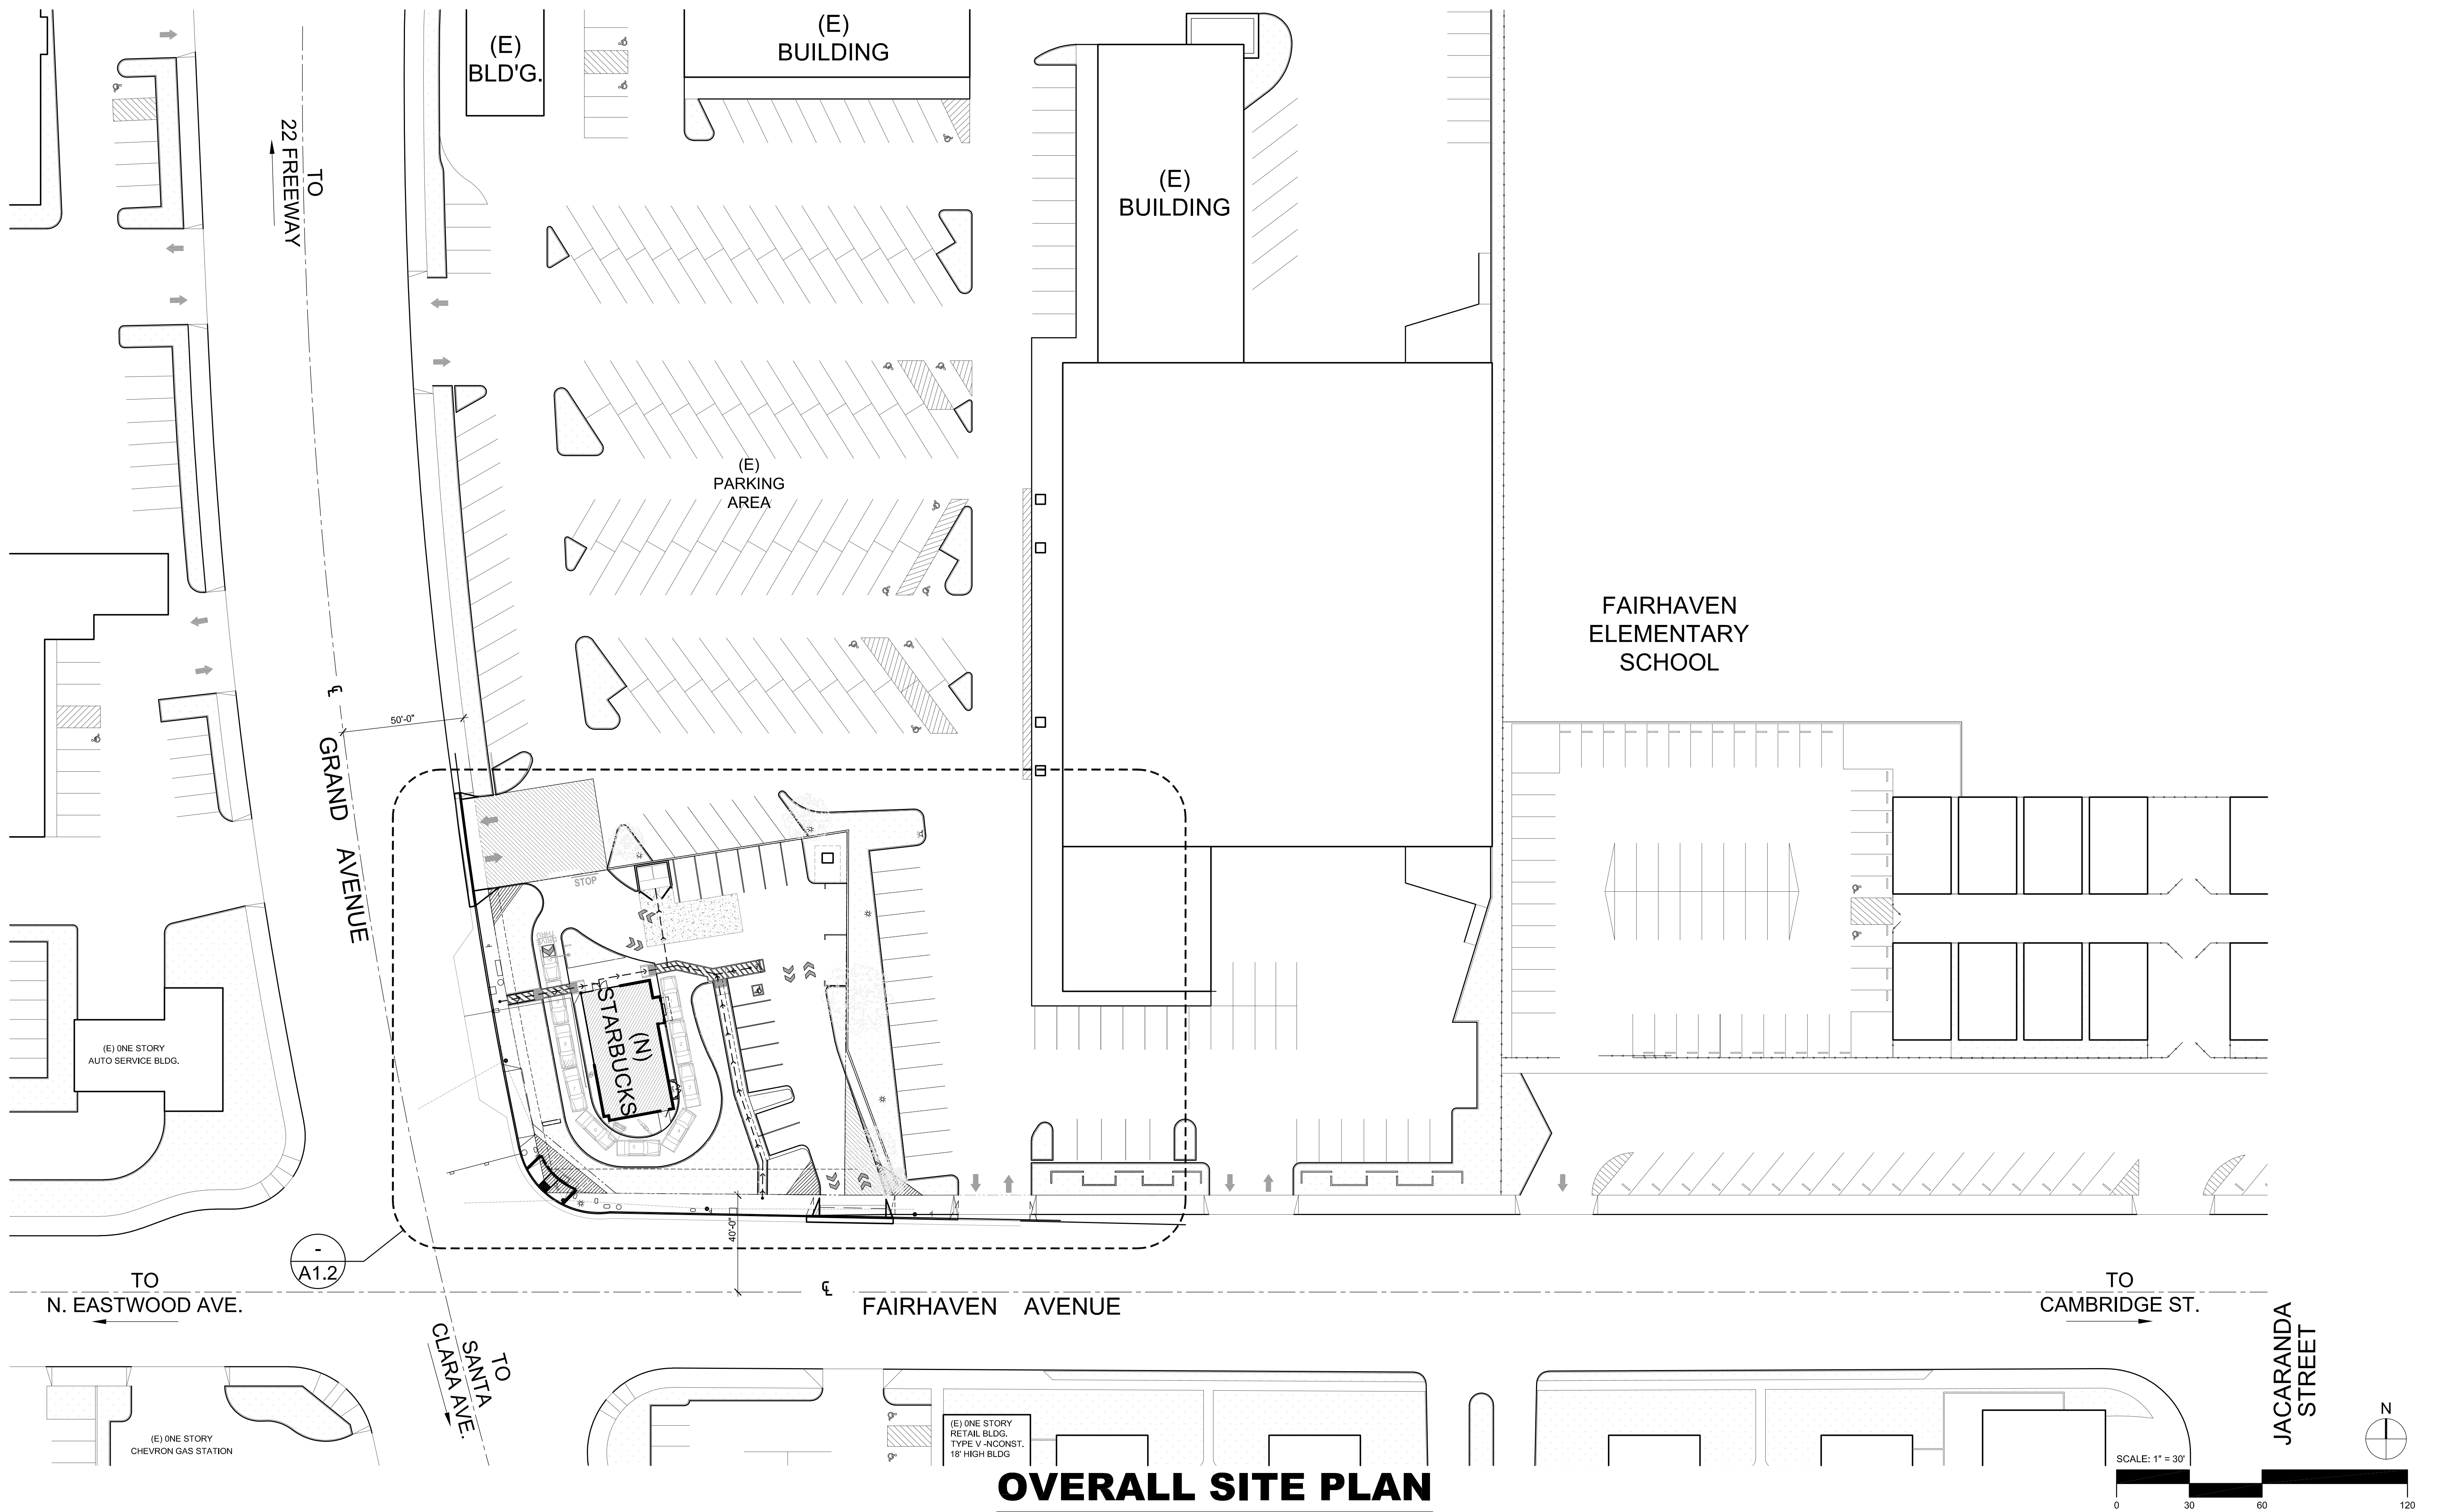 (E)
BLD'G.
(E)
BUILDING
(E)
BUILDING
TO
22 FREEWAY
(E)
PARKING
AREA
FAIRHAVEN
ELEMENTARY
SCHOOL
℄
50'-0"
GRAND AVENUE
STOP
(N)
STARBUCKS
(E) 0NE STORY
AUTO SERVICE BLDG.
40'-0"
-
A1.2
TO
N. EASTWOOD AVE.
℄
FAIRHAVEN AVENUE
TO
CAMBRIDGE ST.
TO
SANTA
CLARA AVE.
JACARANDA
STREET
N
(E) 0NE STORY
CHEVRON GAS STATION
(E) 0NE STORY
RETAIL BLDG.
TYPE V -NCONST.
18' HIGH BLDG
SCALE: 1" = 30'
0 30 60 120
OVERALL SITE PLAN